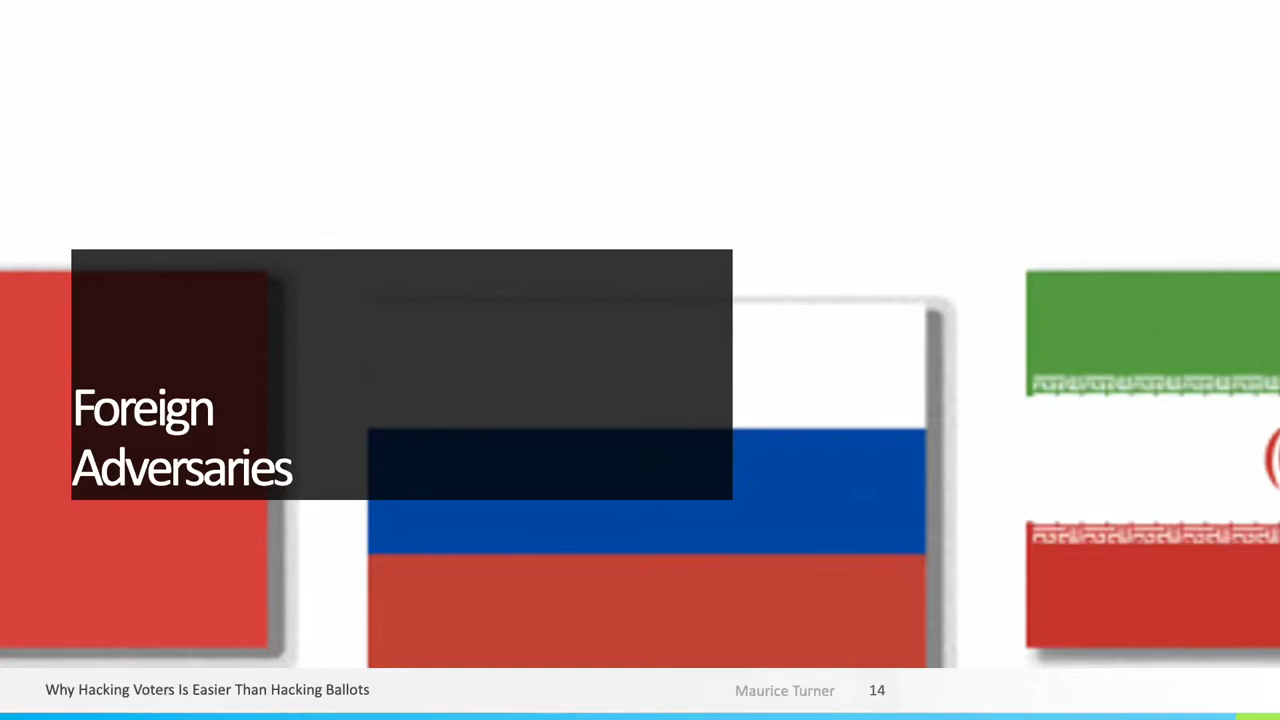 Foreign
Adversaries
Why Hacking Voters Is Easier Than Hacking Ballots
Maurice Turner
14